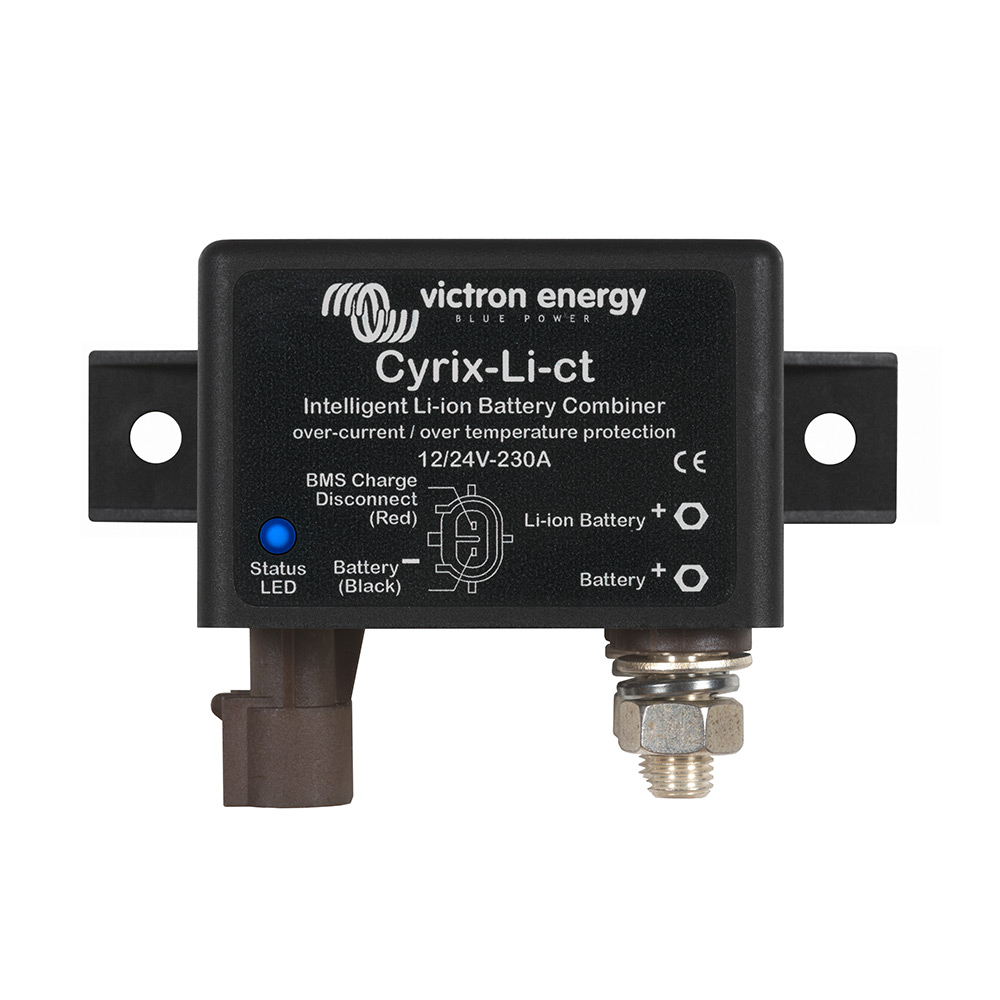 victron energy
BLUE POWER
Cyrix-Li-ct
Intelligent Li-ion Battery Combiner
over-current / over temperature protection
12/24V-230A
CE
BMS Charge
Disconnect
(Red)
Li-ion Battery +
Status
LED
Battery -
(Black)
Battery +